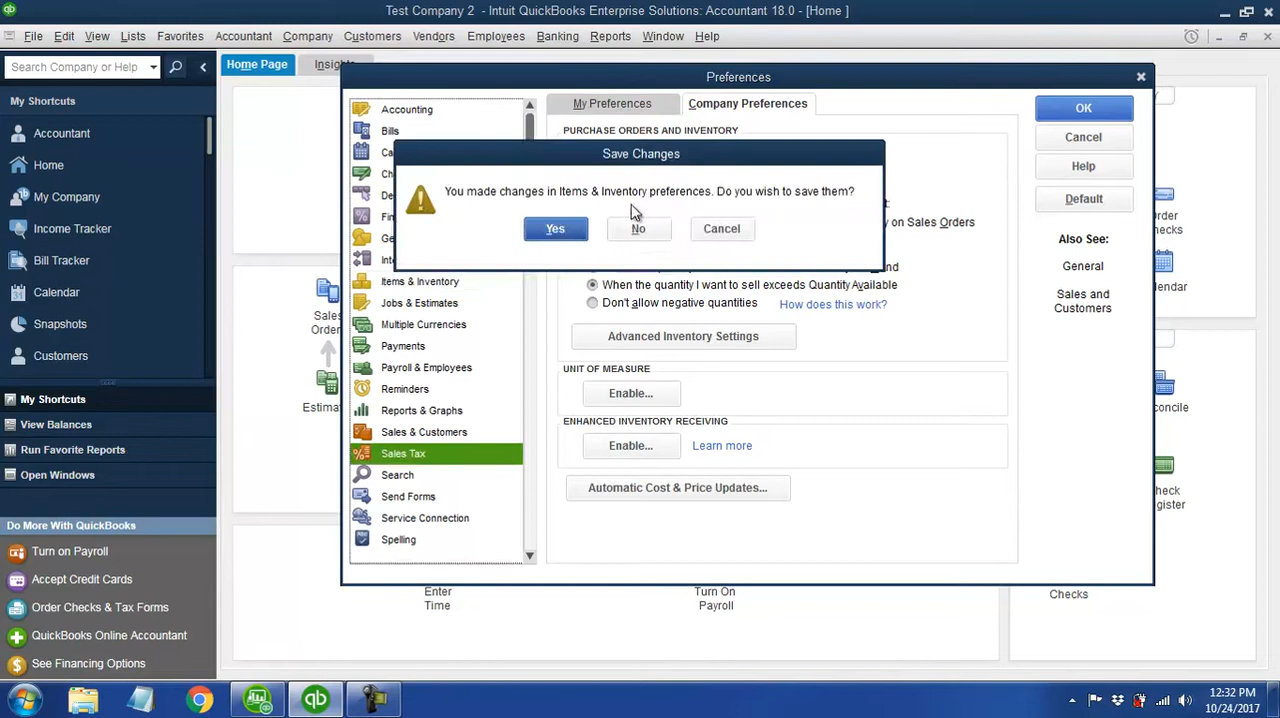 Test Company 2 - Intuit QuickBooks Enterprise Solutions: Accountant 18.0 - [Home ]
File Edit View Lists Favorites Accountant Company Customers Vendors Employees Banking Reports Window Help
Search Company or Help
Home Page
My Shortcuts
Accountant
Home
My Company
Income Tracker
Bill Tracker
Calendar
Snapshots
Customers
My Shortcuts
View Balances
Run Favorite Reports
Open Windows
Do More With QuickBooks
Turn on Payroll
Accept Credit Cards
Order Checks & Tax Forms
QuickBooks Online Accountant
See Financing Options
Sales
Preferences
Accounting
Bills
Items & Inventory
Jobs & Estimates
Multiple Currencies
Payments
Payroll & Employees
Reminders
Reports & Graphs
Sales & Customers
Sales Tax
Search
Send Forms
Service Connection
Spelling
My Preferences
Company Preferences
PURCHASE ORDERS AND INVENTORY
Save Changes
You made changes in Items & Inventory preferences. Do you wish to save them?
Yes
No
Cancel
y on Sales Orders
nd
When the quantity I want to sell exceeds Quantity Available
Don't allow negative quantities
How does this work?
Advanced Inventory Settings
UNIT OF MEASURE
Enable...
ENHANCED INVENTORY RECEIVING
Enable...
Learn more
Automatic Cost & Price Updates...
OK
Cancel
Help
Default
Also See:
General
Sales and
Customers
Enter
Time
Turn On
Payroll
Checks
12:32 PM
10/24/2017